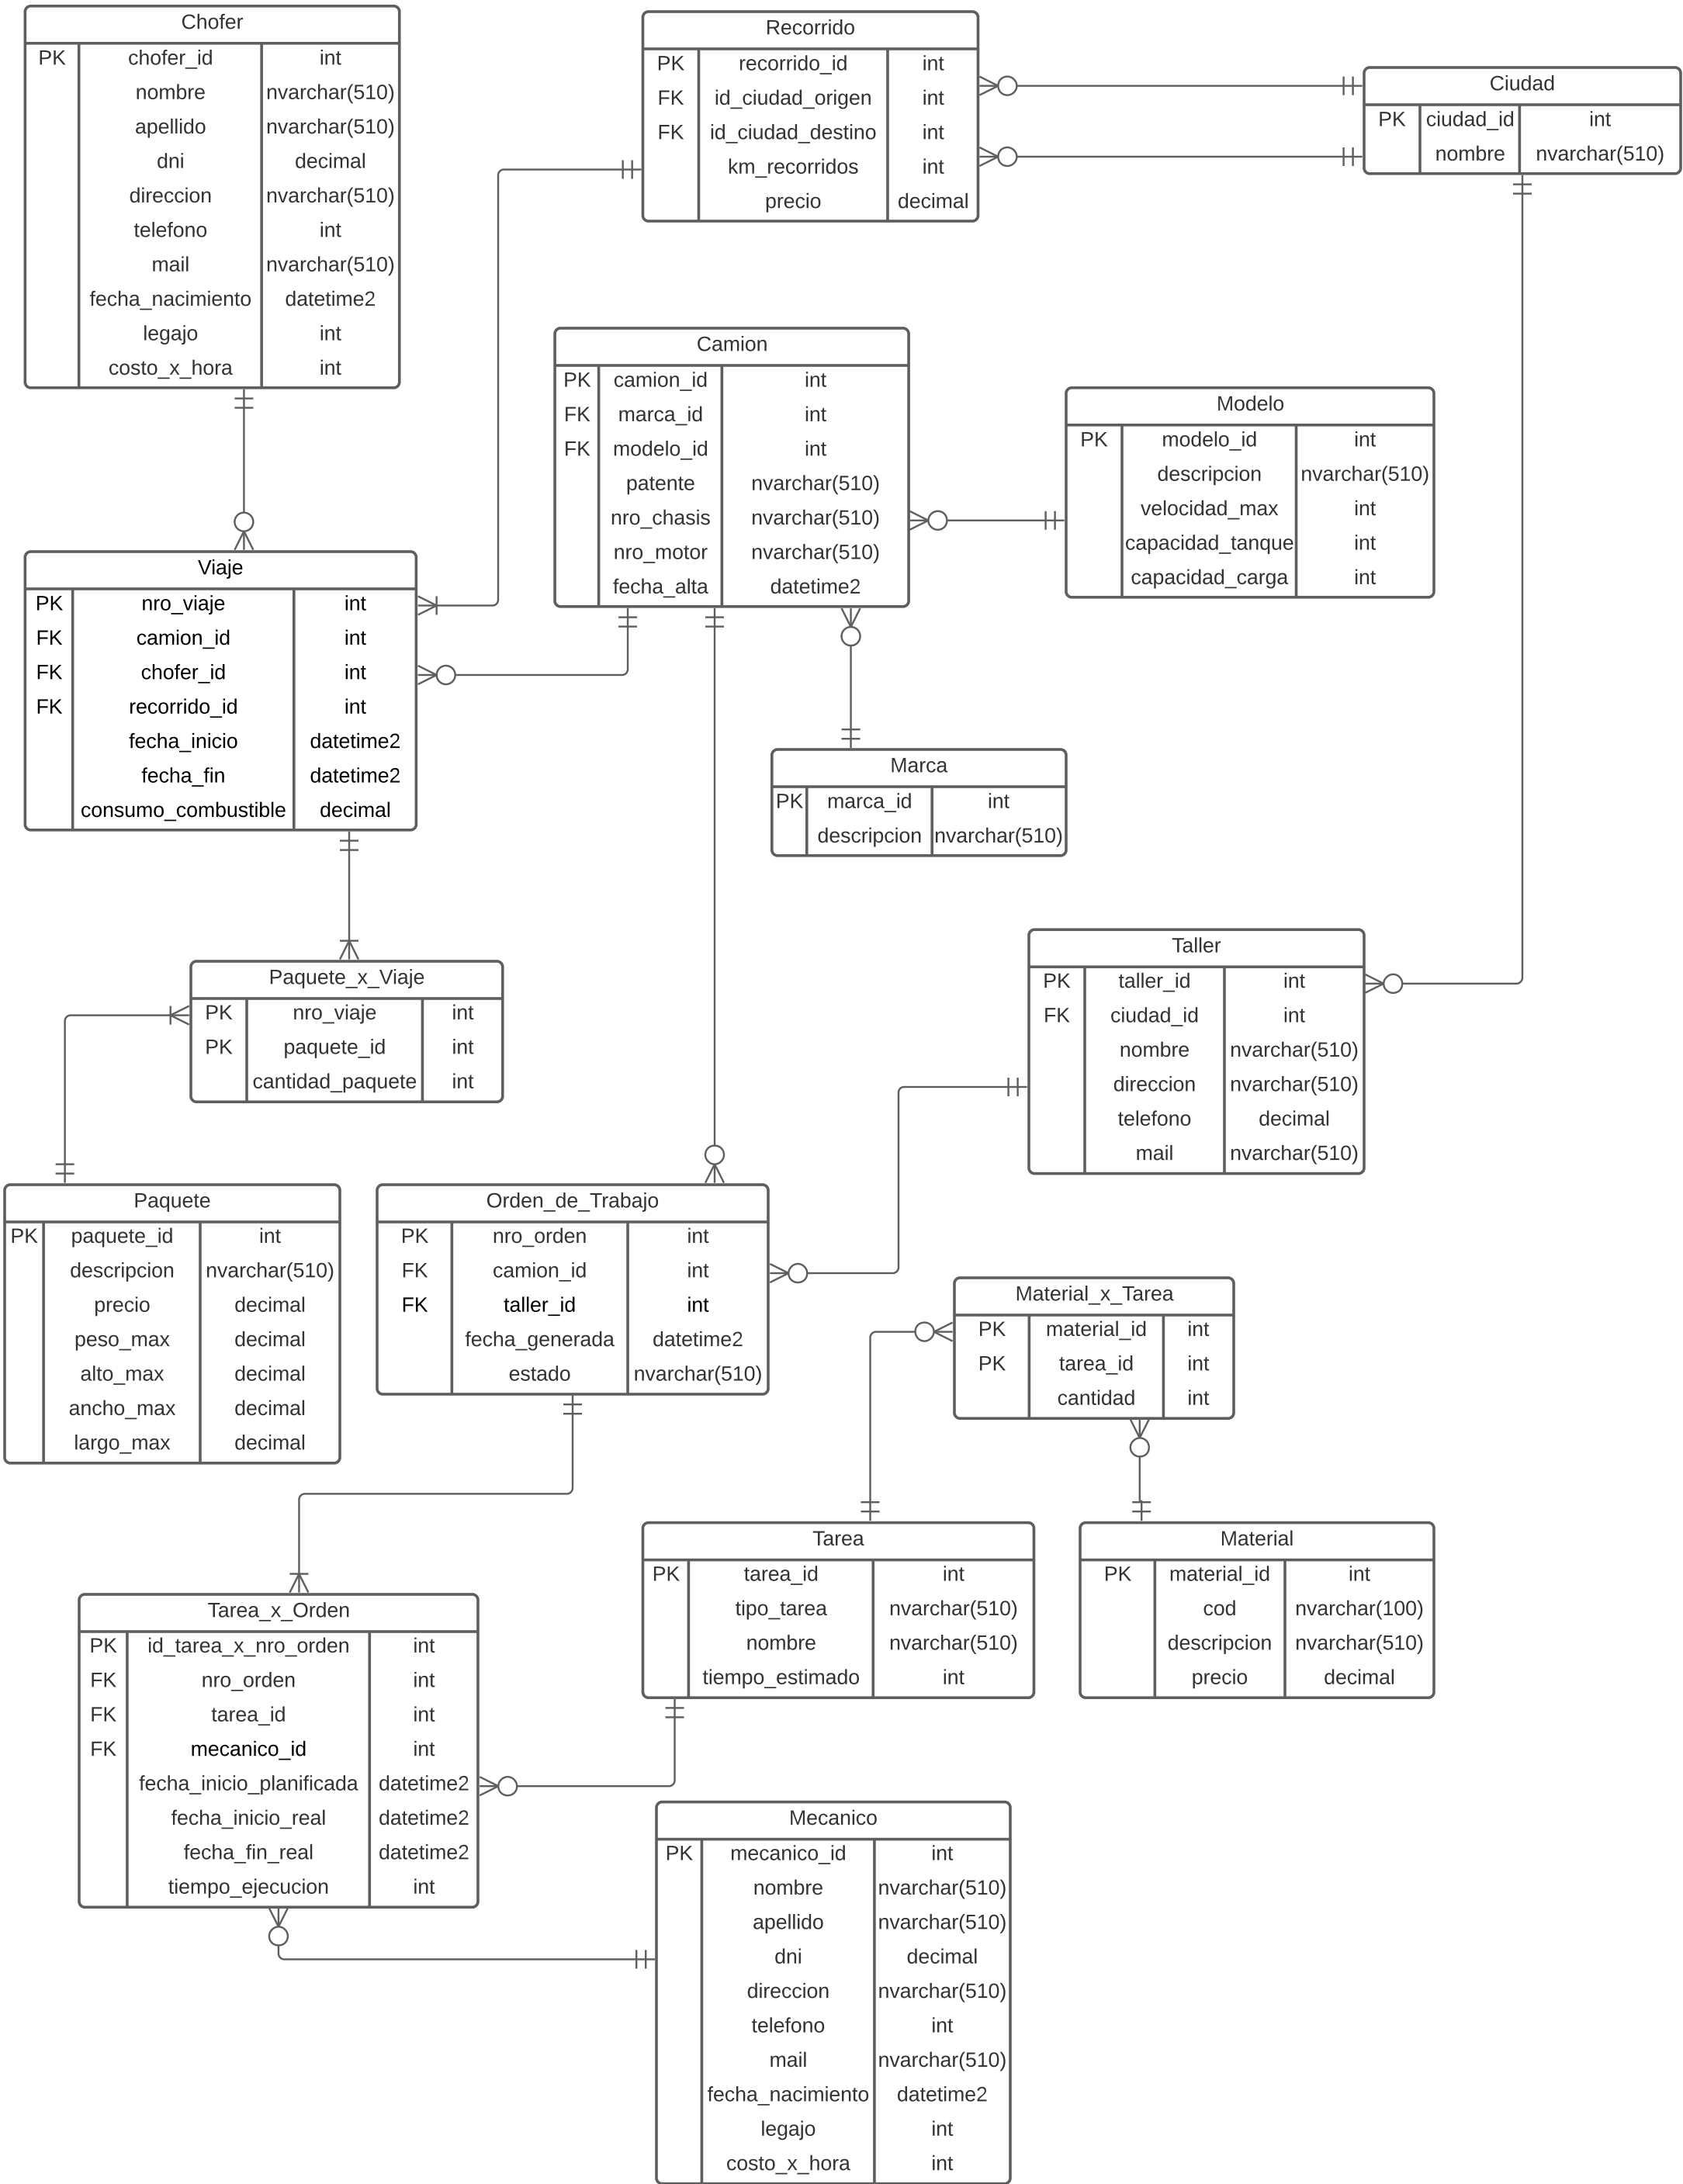 Chofer
PK chofer_id int
nombre nvarchar(510)
apellido nvarchar(510)
dni decimal
direccion nvarchar(510)
telefono int
mail nvarchar(510)
fecha_nacimiento datetime2
legajo int
costo_x_hora int
Recorrido
PK recorrido_id int
FK id_ciudad_origen int
FK id_ciudad_destino int
km_recorridos int
precio decimal
Ciudad
PK ciudad_id int
nombre nvarchar(510)
Camion
PK camion_id int
FK marca_id int
FK modelo_id int
patente nvarchar(510)
nro_chasis nvarchar(510)
nro_motor nvarchar(510)
fecha_alta datetime2
Modelo
PK modelo_id int
descripcion nvarchar(510)
velocidad_max int
capacidad_tanque int
capacidad_carga int
Viaje
PK nro_viaje int
FK camion_id int
FK chofer_id int
FK recorrido_id int
fecha_inicio datetime2
fecha_fin datetime2
consumo_combustible decimal
Marca
PK marca_id int
descripcion nvarchar(510)
Taller
PK taller_id int
FK ciudad_id int
nombre nvarchar(510)
direccion nvarchar(510)
telefono decimal
mail nvarchar(510)
Paquete_x_Viaje
PK nro_viaje int
PK paquete_id int
cantidad_paquete int
Paquete
PK paquete_id int
descripcion nvarchar(510)
precio decimal
peso_max decimal
alto_max decimal
ancho_max decimal
largo_max decimal
Orden_de_Trabajo
PK nro_orden int
FK camion_id int
FK taller_id int
fecha_generada datetime2
estado nvarchar(510)
Material_x_Tarea
PK material_id int
PK tarea_id int
cantidad int
Tarea
PK tarea_id int
tipo_tarea nvarchar(510)
nombre nvarchar(510)
tiempo_estimado int
Material
PK material_id int
cod nvarchar(100)
descripcion nvarchar(510)
precio decimal
Tarea_x_Orden
PK id_tarea_x_nro_orden int
FK nro_orden int
FK tarea_id int
FK mecanico_id int
fecha_inicio_planificada datetime2
fecha_inicio_real datetime2
fecha_fin_real datetime2
tiempo_ejecucion int
Mecanico
PK mecanico_id int
nombre nvarchar(510)
apellido nvarchar(510)
dni decimal
direccion nvarchar(510)
telefono int
mail nvarchar(510)
fecha_nacimiento datetime2
legajo int
costo_x_hora int